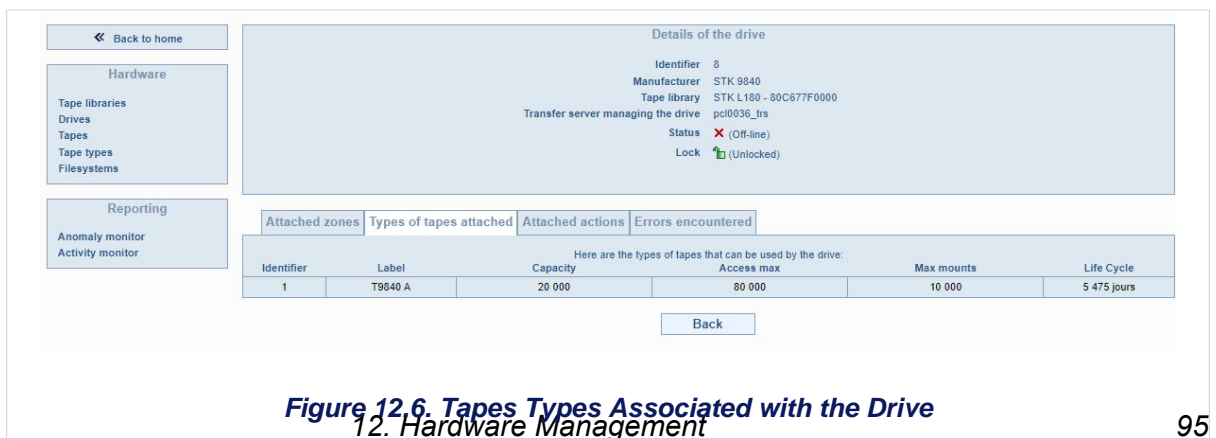 « Back to home
Hardware
Tape libraries
Drives
Tapes
Tape types
Filesystems
Reporting
Anomaly monitor
Activity monitor
Details of the drive
Identifier 8
Manufacturer STK 9840
Tape library STK L180 - 80C677F0000
Transfer server managing the drive pcl0036_trs
Status (Off-line)
Lock (Unlocked)
Attached zones Types of tapes attached Attached actions Errors encountered
Here are the types of tapes that can be used by the drive:
Identifier Label Capacity Access max Max mounts Life Cycle
1 T9840 A 20 000 80 000 10 000 5 475 jours
Back
Figure 12.6. Tapes Types Associated with the Drive
12. Hardware Management 95